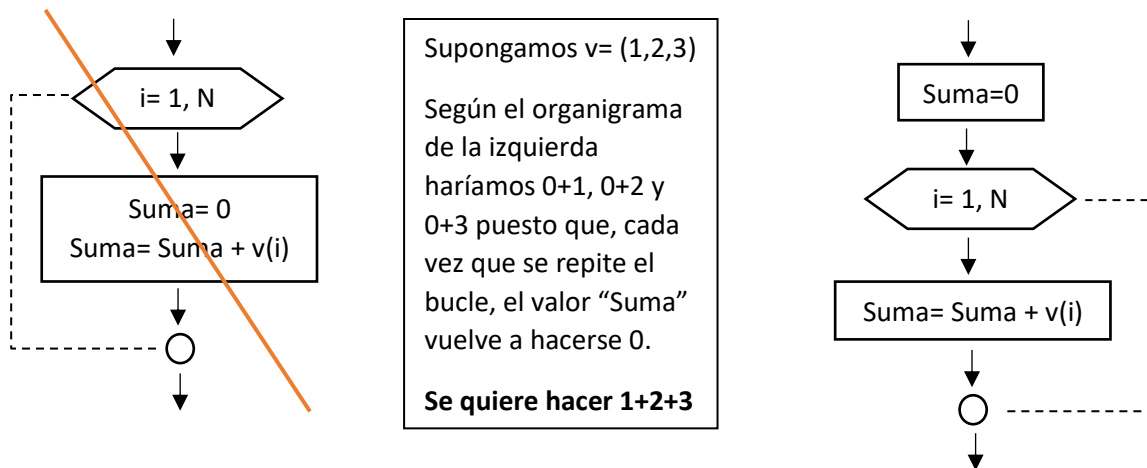 i= 1, N
Suma= 0
Suma= Suma + v(i)
Supongamos v= (1,2,3)
Según el organigrama
de la izquierda
haríamos 0+1, 0+2 y
0+3 puesto que, cada
vez que se repite el
bucle, el valor “Suma”
vuelve a hacerse 0.
Se quiere hacer 1+2+3
Suma=0
i= 1, N
Suma= Suma + v(i)